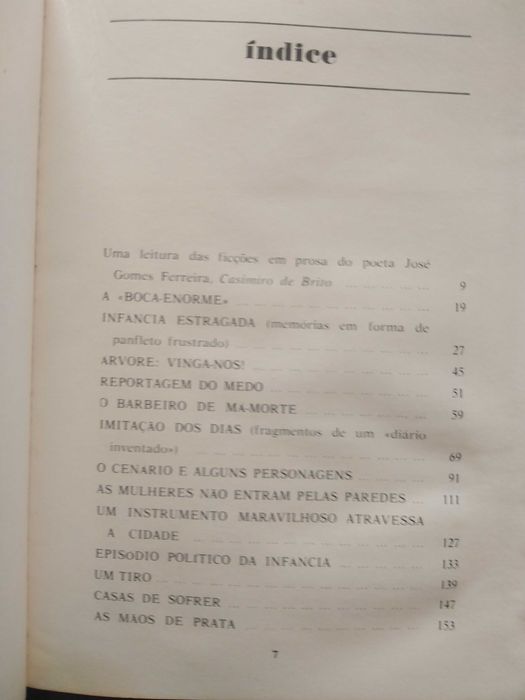 índice
Uma leitura das ficções em prosa do poeta José
Gomes Ferreira, Casimiro de Brito ... ... ... ... ... 9
A «BOCA-ENORME» ... ... ... ... ... ... ... ... ... 19
INFANCIA ESTRAGADA (memórias em forma de
panfleto frustrado) ... ... ... ... ... ... ... ... ... 27
ARVORE: VINGA-NOS! ... ... ... ... ... ... ... ... 45
REPORTAGEM DO MEDO ... ... ... ... ... ... ... 51
O BARBEIRO DE MA-MORTE ... ... ... ... ... ... 59
IMITAÇÃO DOS DIAS (fragmentos de um «diário
inventado») ... ... ... ... ... ... ... ... ... ... 69
O CENARIO E ALGUNS PERSONAGENS ... ... ... ... 91
AS MULHERES NÃO ENTRAM PELAS PAREDES ... 111
UM INSTRUMENTO MARAVILHOSO ATRAVESSA
A CIDADE ... ... ... ... ... ... ... ... ... ... 127
EPISODIO POLITICO DA INFANCIA ... ... ... ... 133
UM TIRO ... ... ... ... ... ... ... ... ... ... ... 139
CASAS DE SOFRER ... ... ... ... ... ... ... ... 147
AS MAOS DE PRATA ... ... ... ... ... ... ... ... 153
7